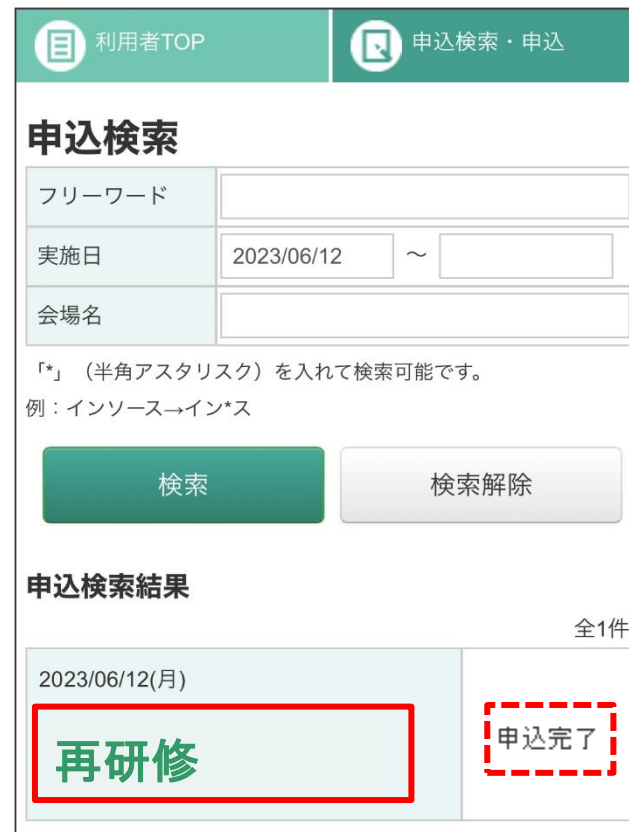 利用者TOP
申込検索・申込
申込検索
フリーワード
実施日 2023/06/12 ～
会場名
「*」（半角アスタリスク）を入れて検索可能です。
例：インソース→イン*ス
検索 検索解除
申込検索結果
全1件
2023/06/12(月)
再研修
申込完了